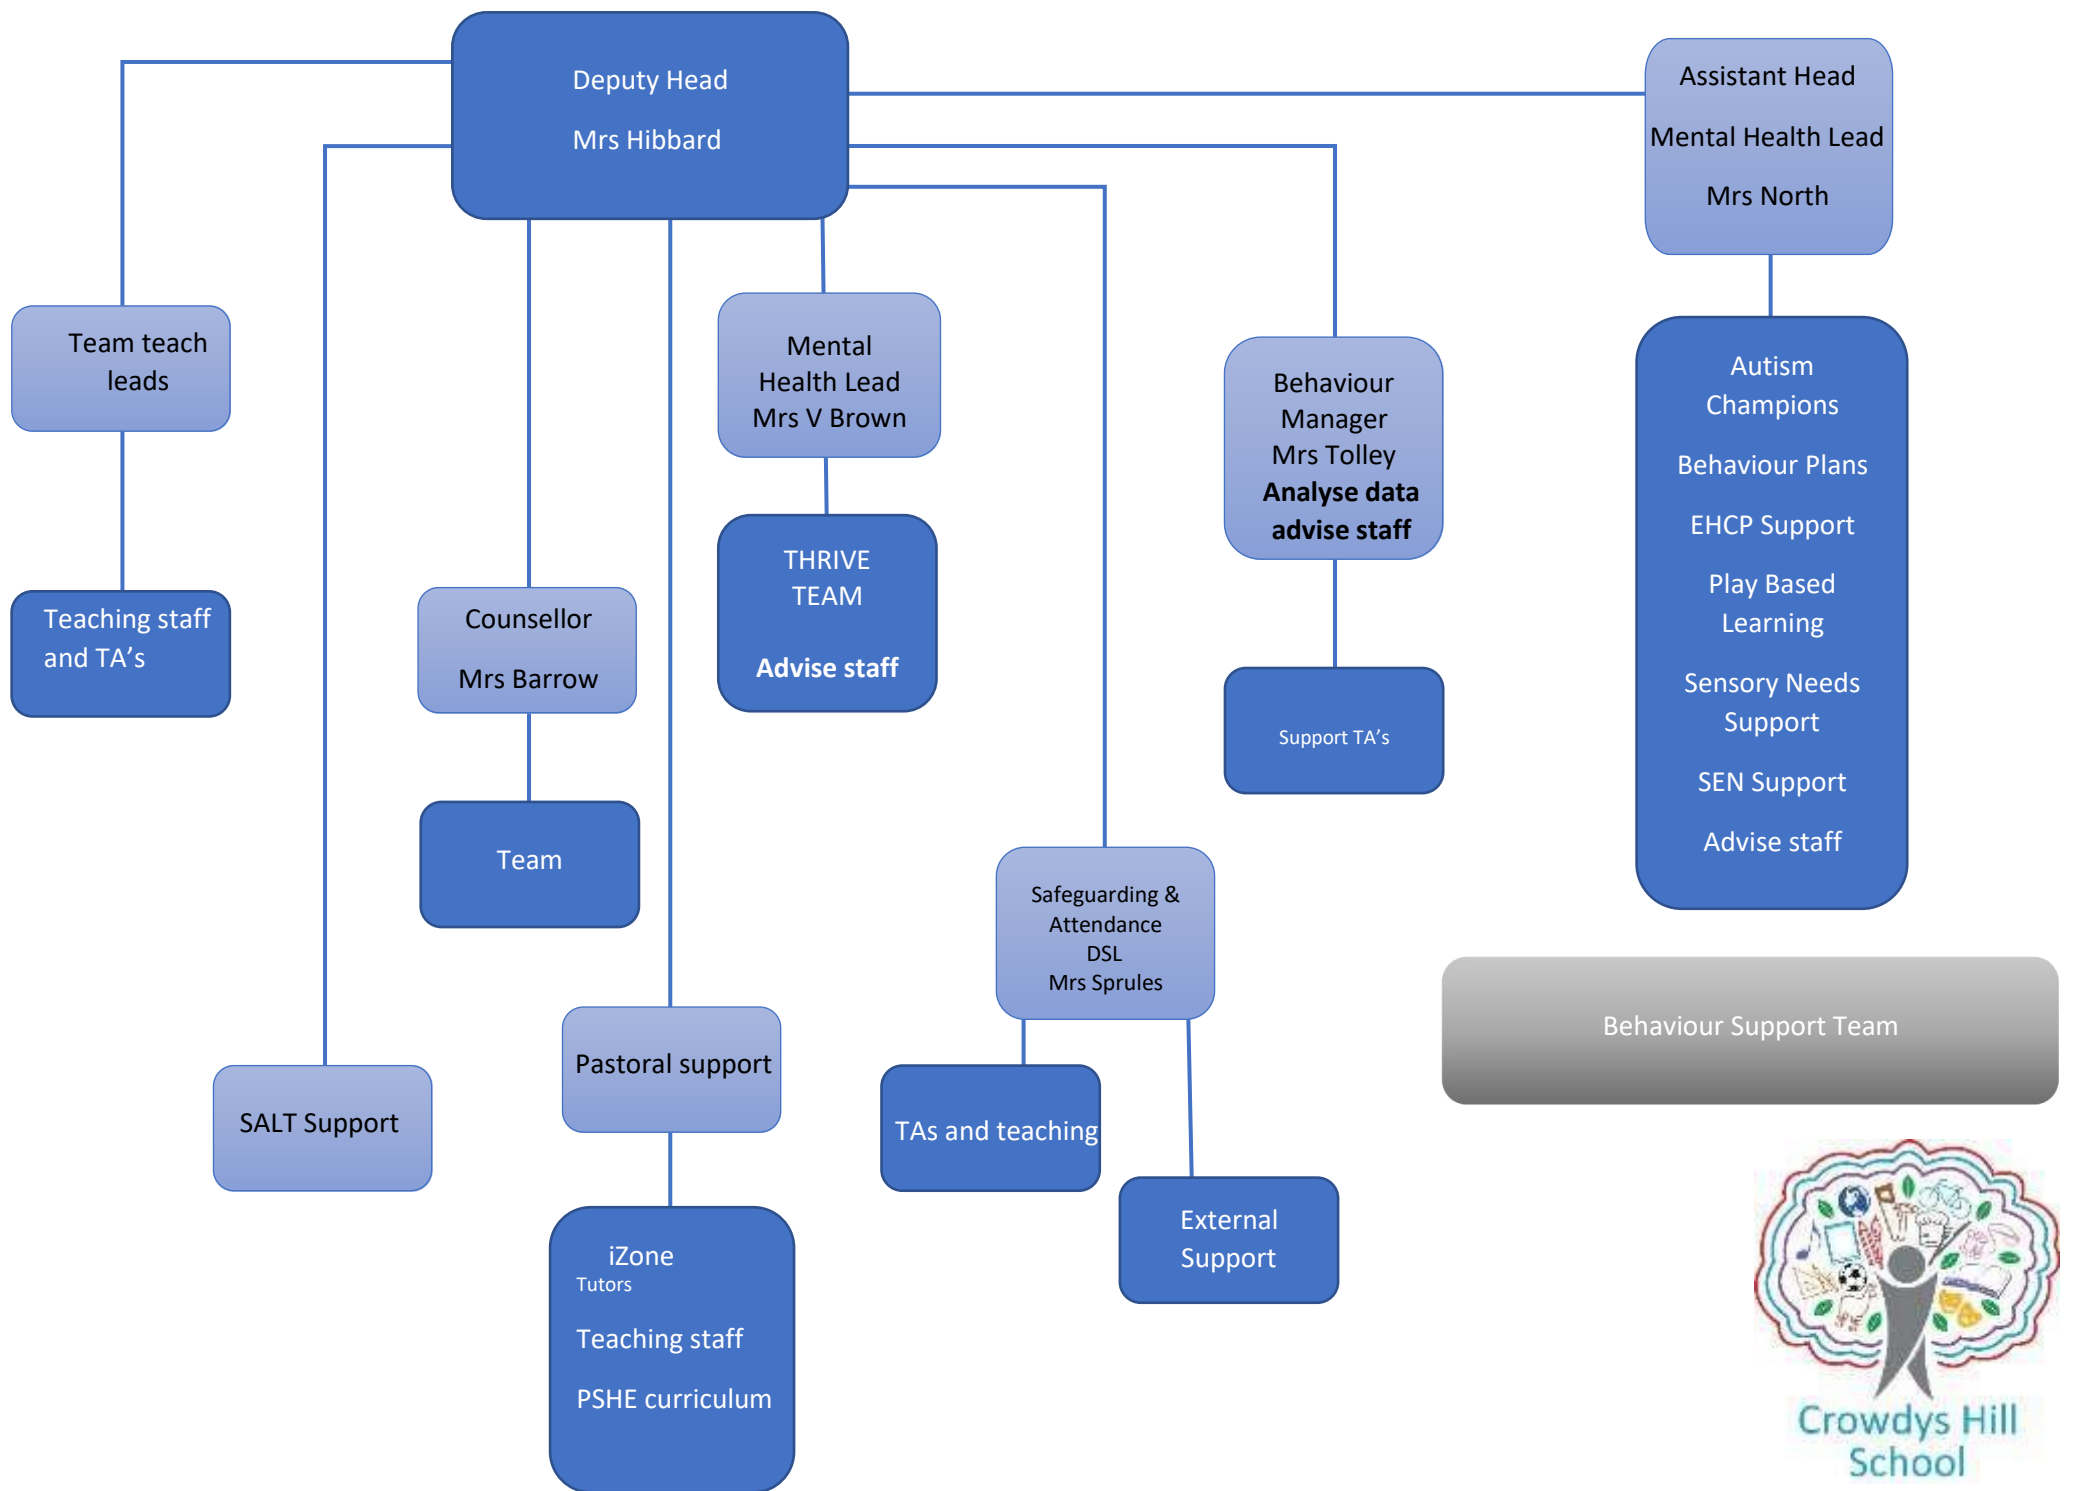 Deputy Head
Mrs Hibbard
Assistant Head
Mental Health Lead
Mrs North
Team teach
leads
Mental
Health Lead
Mrs V Brown
Behaviour
Manager
Mrs Tolley
Analyse data
advise staff
Autism
Champions
Behaviour Plans
EHCP Support
Play Based
Learning
Sensory Needs
Support
SEN Support
Advise staff
Teaching staff
and TA’s
Counsellor
Mrs Barrow
THRIVE
TEAM
Advise staff
Support TA’s
Team
Safeguarding &
Attendance
DSL
Mrs Sprules
Behaviour Support Team
SALT Support
Pastoral support
TAs and teaching
External
Support
iZone
Tutors
Teaching staff
PSHE curriculum
Crowdys Hill
School